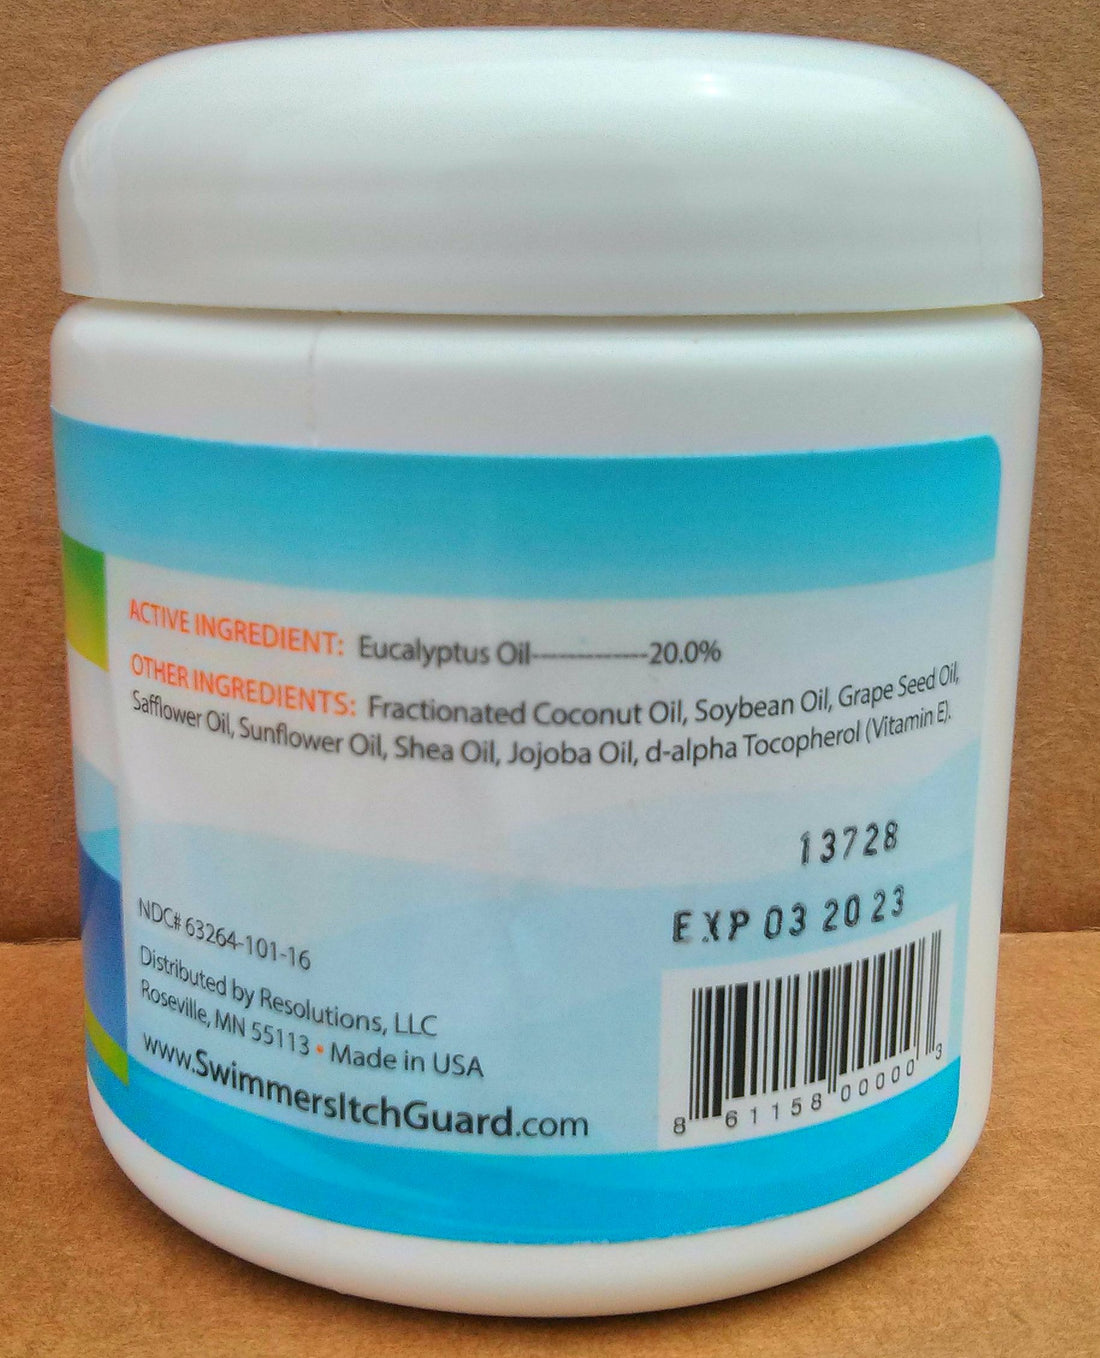 ACTIVE INGREDIENT: Eucalyptus Oil-------------20.0%
OTHER INGREDIENTS: Fractionated Coconut Oil, Soybean Oil, Grape Seed Oil,
Safflower Oil, Sunflower Oil, Shea Oil, Jojoba Oil, d-alpha Tocopherol (Vitamin E).
13728
EXP 03 2023
NDC# 63264-101-16
Distributed by Resolutions, LLC
Roseville, MN 55113 • Made in USA
www.SwimmersItchGuard.com
8 61158 00000 3